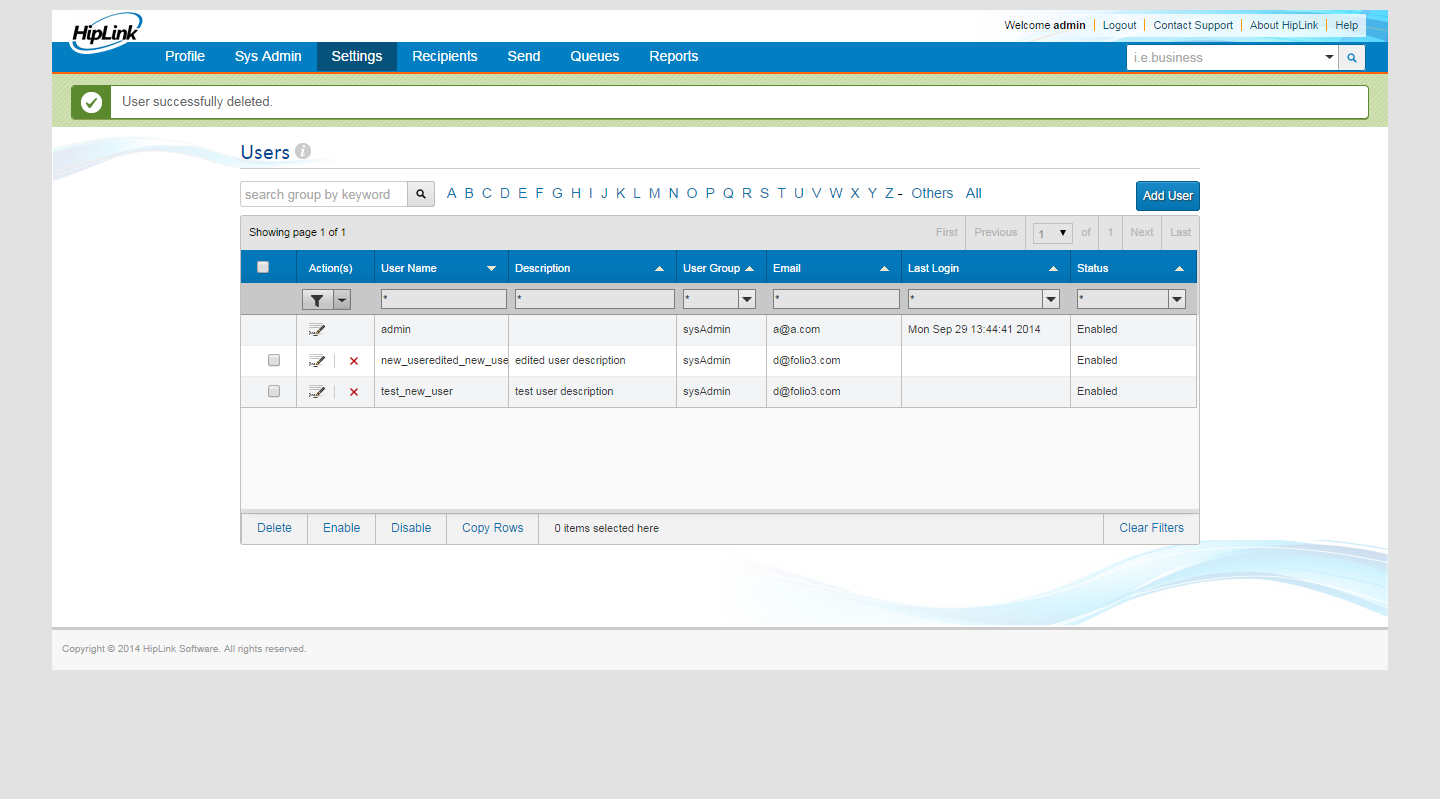 HipLink
Welcome admin Logout Contact Support About HipLink Help
Profile Sys Admin Settings Recipients Send Queues Reports i.e.business
User successfully deleted.
Users i
search group by keyword A B C D E F G H I J K L M N O P Q R S T U V W X Y Z - Others All Add User
Showing page 1 of 1 First Previous 1 of 1 Next Last
Action(s) User Name Description User Group Email Last Login Status
* * * * * *
admin sysAdmin a@a.com Mon Sep 29 13:44:41 2014 Enabled
new_useredited_new_use edited user description sysAdmin d@folio3.com Enabled
test_new_user test user description sysAdmin d@folio3.com Enabled
Delete Enable Disable Copy Rows 0 items selected here Clear Filters
Copyright © 2014 HipLink Software. All rights reserved.